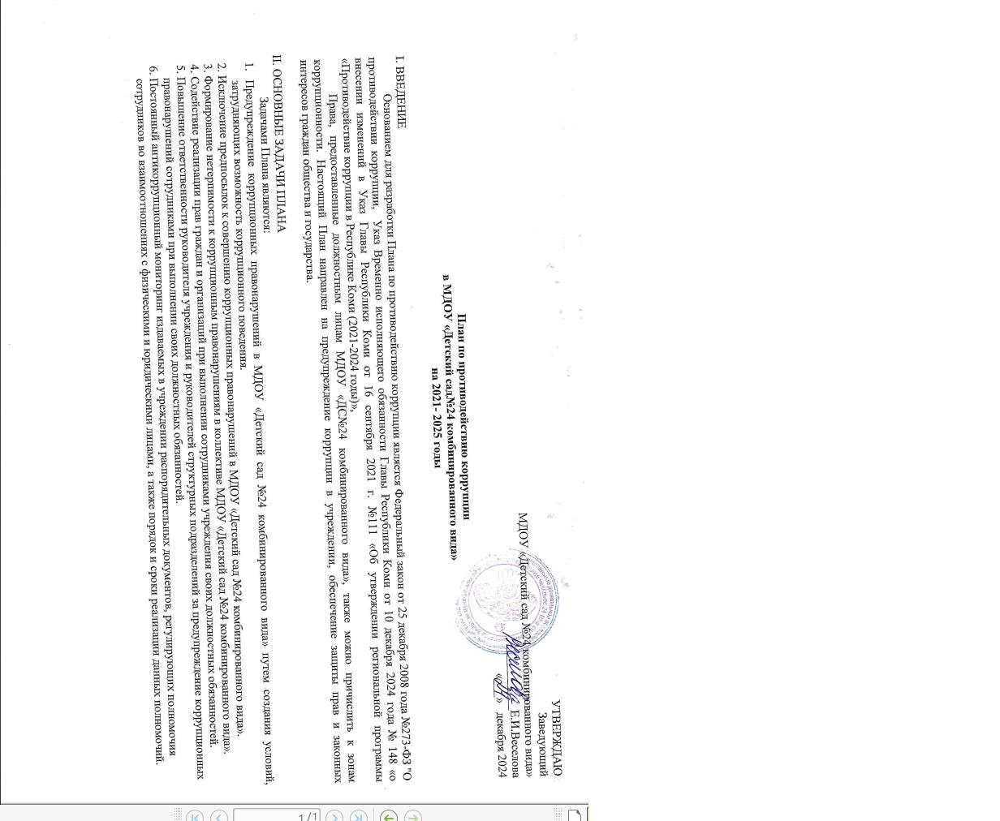 УТВЕРЖДАЮ
Заведующий
МДОУ «Детский сад №24 комбинированного вида»
Е.И.Веселова
« » декабря 2024
План по противодействию коррупции
в МДОУ «Детский сад№24 комбинированного вида»
на 2021- 2025 годы
I. ВВЕДЕНИЕ
Основанием для разработки Плана по противодействию коррупции является Федеральный закон от 25 декабря 2008 года №273-ФЗ "О
противодействии коррупции, Указ Временно исполняющего обязанности Главы Республики Коми от 10 декабря 2024 года № 148 «о
внесении изменений в Указ Главы Республики Коми от 16 сентября 2021 г. №111 «Об утверждении региональной программы
«Противодействие коррупции в Республике Коми (2021-2024 годы)»,
Права, предоставленные должностным лицам МДОУ «ДС№24 комбинированного вида», также можно причислить к зонам
коррупционности. Настоящий План направлен на предупреждение коррупции в учреждении, обеспечение защиты прав и законных
интересов граждан общества и государства.
II. ОСНОВНЫЕ ЗАДАЧИ ПЛАНА
Задачами Плана являются:
1. Предупреждение коррупционных правонарушений в МДОУ «Детский сад №24 комбинированного вида» путем создания условий,
затрудняющих возможность коррупционного поведения.
2. Исключение предпосылок к совершению коррупционных правонарушений в МДОУ «Детский сад №24 комбинированного вида».
3. Формирование нетерпимости к коррупционным правонарушениям в коллективе МДОУ «Детский сад №24 комбинированного вида».
4. Содействие реализации прав граждан и организаций при выполнении сотрудниками учреждения своих должностных обязанностей.
5. Повышение ответственности руководителя учреждения и руководителей структурных подразделений за предупреждение коррупционных
правонарушений сотрудниками при выполнении своих должностных обязанностей.
6. Постоянный антикоррупционный мониторинг издаваемых в учреждении распорядительных документов, регулирующих полномочия
сотрудников во взаимоотношениях с физическими и юридическими лицами, а также порядок и сроки реализации данных полномочий.
1/1